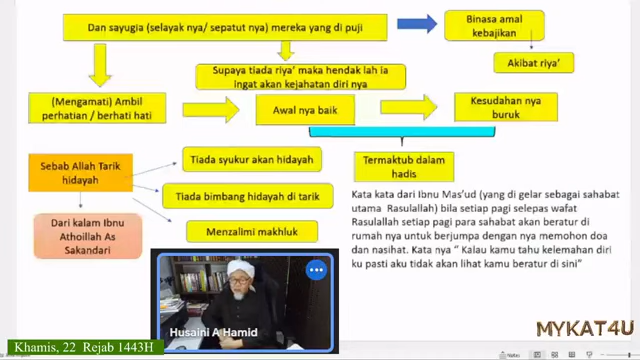 Dan sayugia (selayak nya/ sepatut nya) mereka yang di puji
Binasa amal
kebajikan
Akibat riya'
Supaya tiada riya' maka hendak lah ia
ingat akan kejahatan diri nya
(Mengamati) Ambil
perhatian / berhati hati
Awal nya baik
Kesudahan nya
buruk
Termaktub dalam
hadis
Sebab Allah Tarik
hidayah
Tiada syukur akan hidayah
Tiada bimbang hidayah di tarik
Menzalimi makhluk
Dari kalam Ibnu
Athoillah As
Sakandari
Kata kata dari Ibnu Mas'ud (yang di gelar sebagai sahabat
utama Rasulallah) bila setiap pagi selepas wafat
Rasulallah setiap pagi para sahabat akan beratur di
rumah nya untuk berjumpa dengan nya memohon doa
dan nasihat. Kata nya " Kalau kamu tahu kelemahan diri
ku pasti aku tidak akan lihat kamu beratur di sini"
Husaini A Hamid
MYKAT4U
Khamis, 22 Rejab 1443H